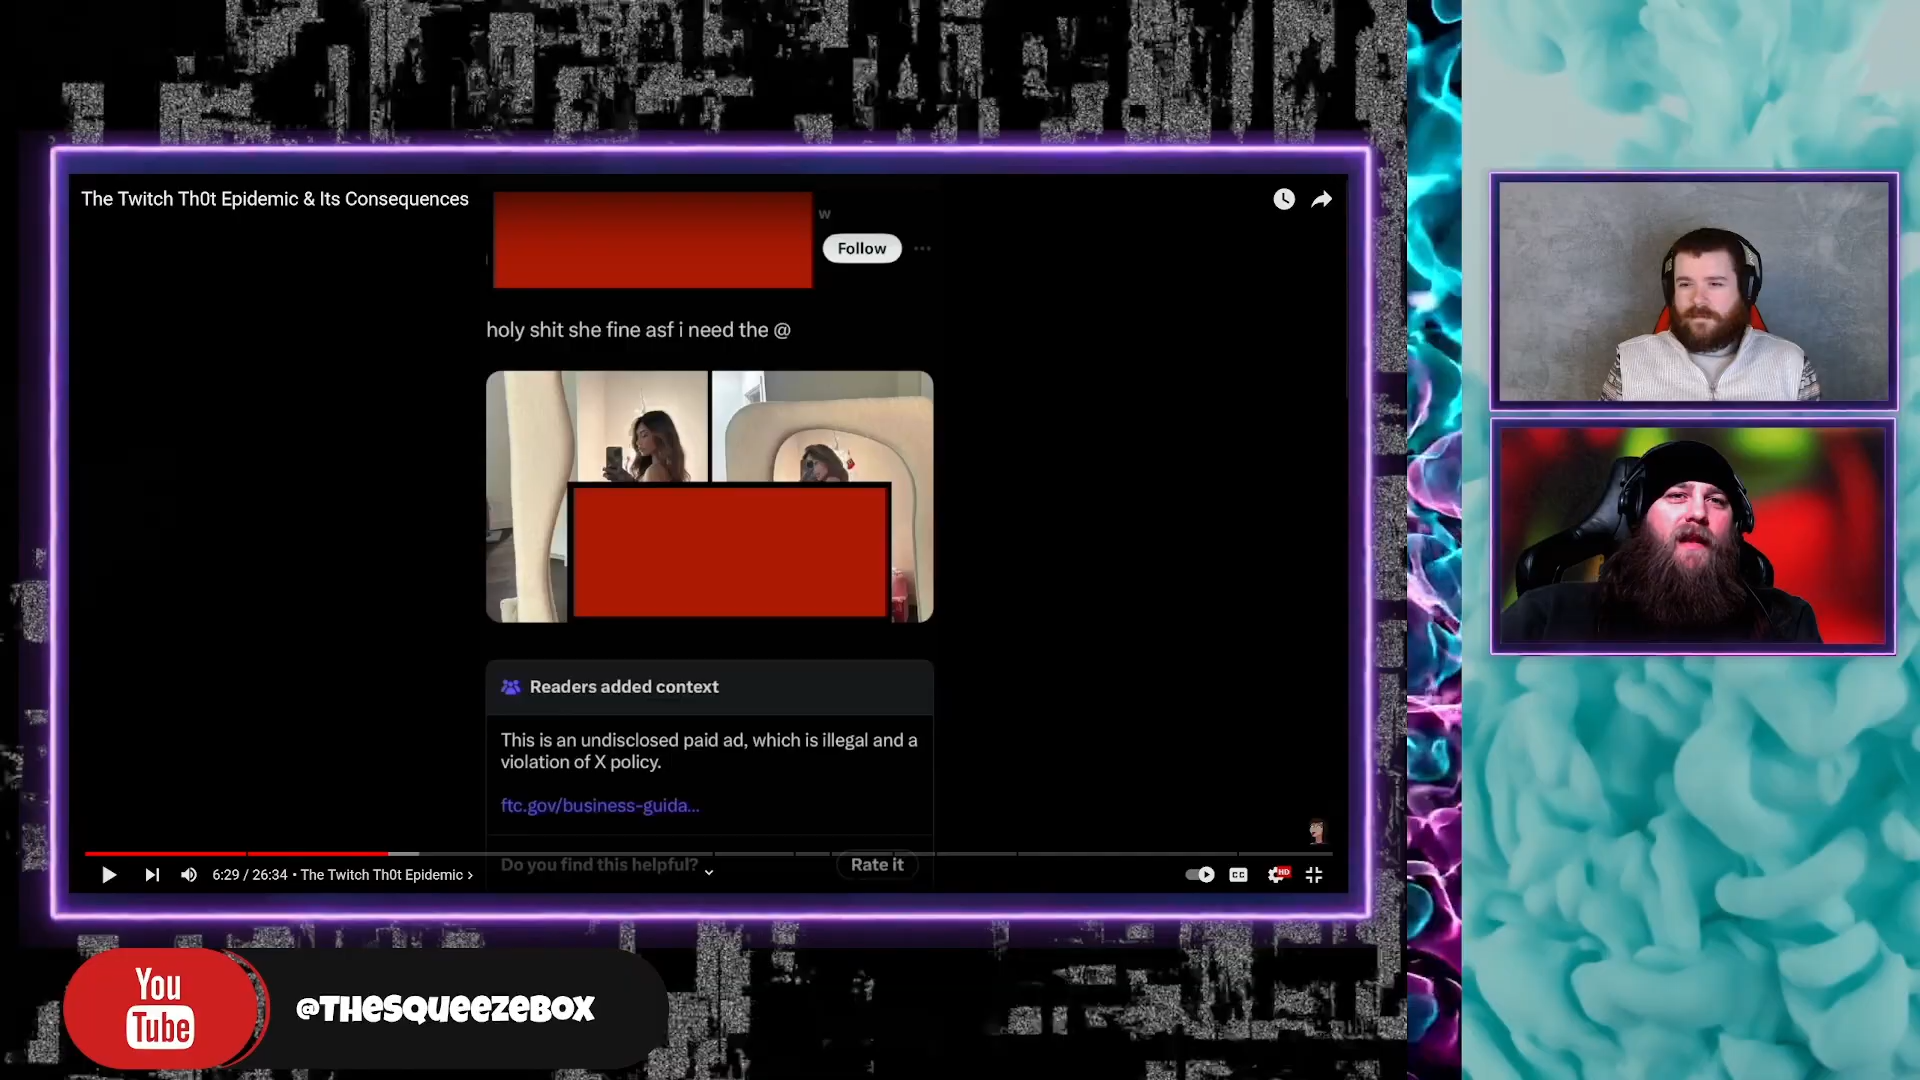 The Twitch Th0t Epidemic & Its Consequences
w
Follow
holy shit she fine asf i need the @
Readers added context
This is an undisclosed paid ad, which is illegal and a
violation of X policy.
ftc.gov/business-guida...
Do you find this helpful?
Rate it
6:29 / 26:34 • The Twitch Th0t Epidemic >
CC
HD
You
Tube
@THESQUEEZEBOX